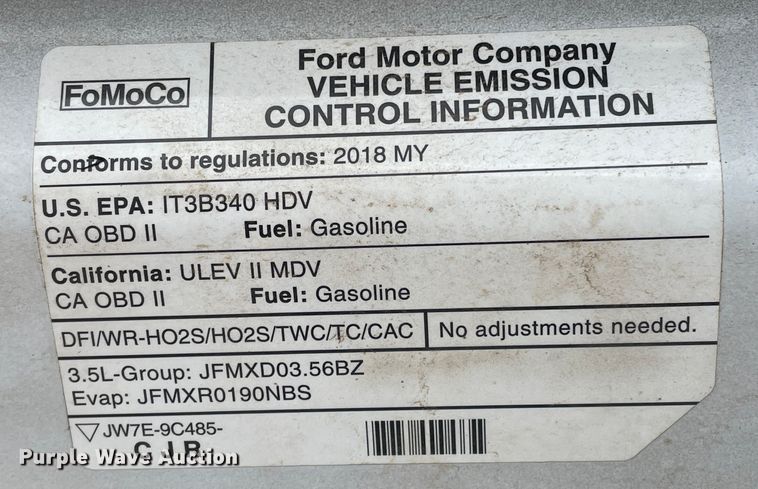 FoMoCo
Ford Motor Company
VEHICLE EMISSION
CONTROL INFORMATION
Conforms to regulations: 2018 MY
U.S. EPA: IT3B340 HDV
CA OBD II Fuel: Gasoline
California: ULEV II MDV
CA OBD II Fuel: Gasoline
DFI/WR-HO2S/HO2S/TWC/TC/CAC No adjustments needed.
3.5L-Group: JFMXD03.56BZ
Evap: JFMXR0190NBS
JW7E-9C485-
CJB
Purple Wave Auction